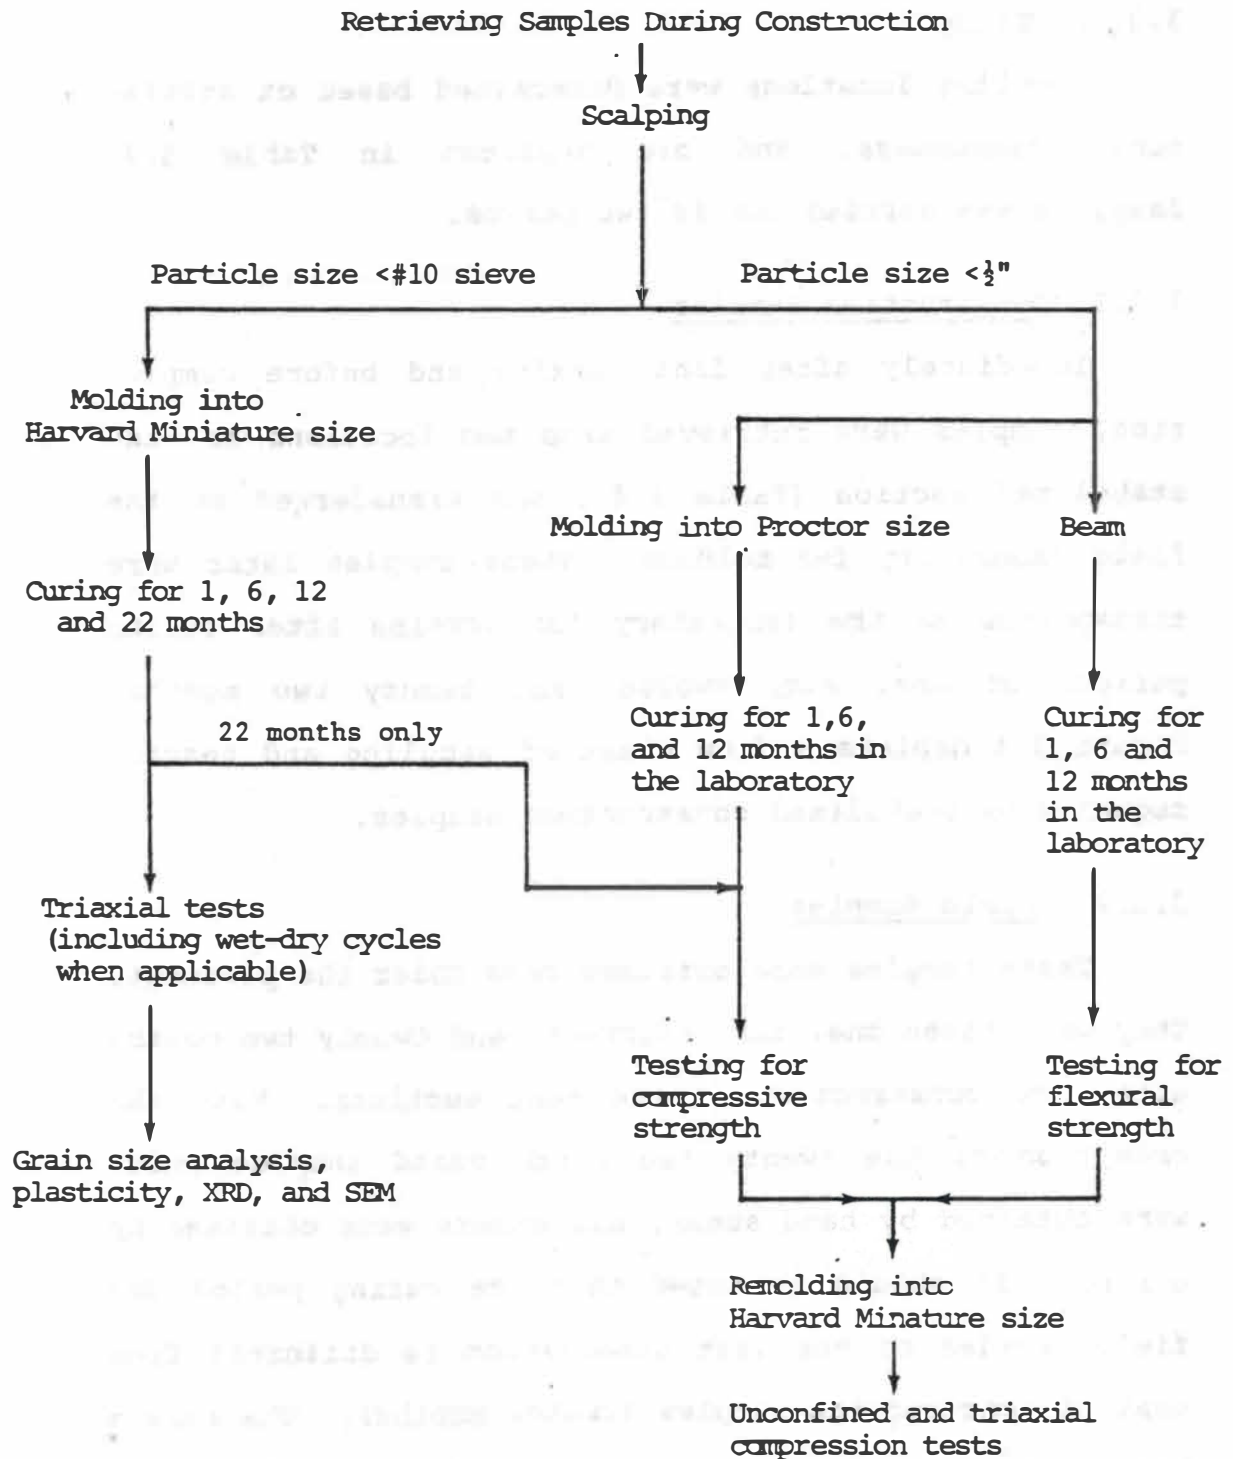 Retrieving Samples During Construction
Scalping
Particle size <#10 sieve
Particle size <½"
Molding into
Harvard Miniature size
Molding into Proctor size
Beam
Curing for 1, 6, 12
and 22 months
22 months only
Curing for 1,6,
and 12 months in
the laboratory
Curing for
1, 6 and
12 months
in the
laboratory
Triaxial tests
(including wet-dry cycles
when applicable)
Testing for
compressive
strength
Testing for
flexural
strength
Grain size analysis,
plasticity, XRD, and SEM
Remolding into
Harvard Minature size
Unconfined and triaxial
compression tests